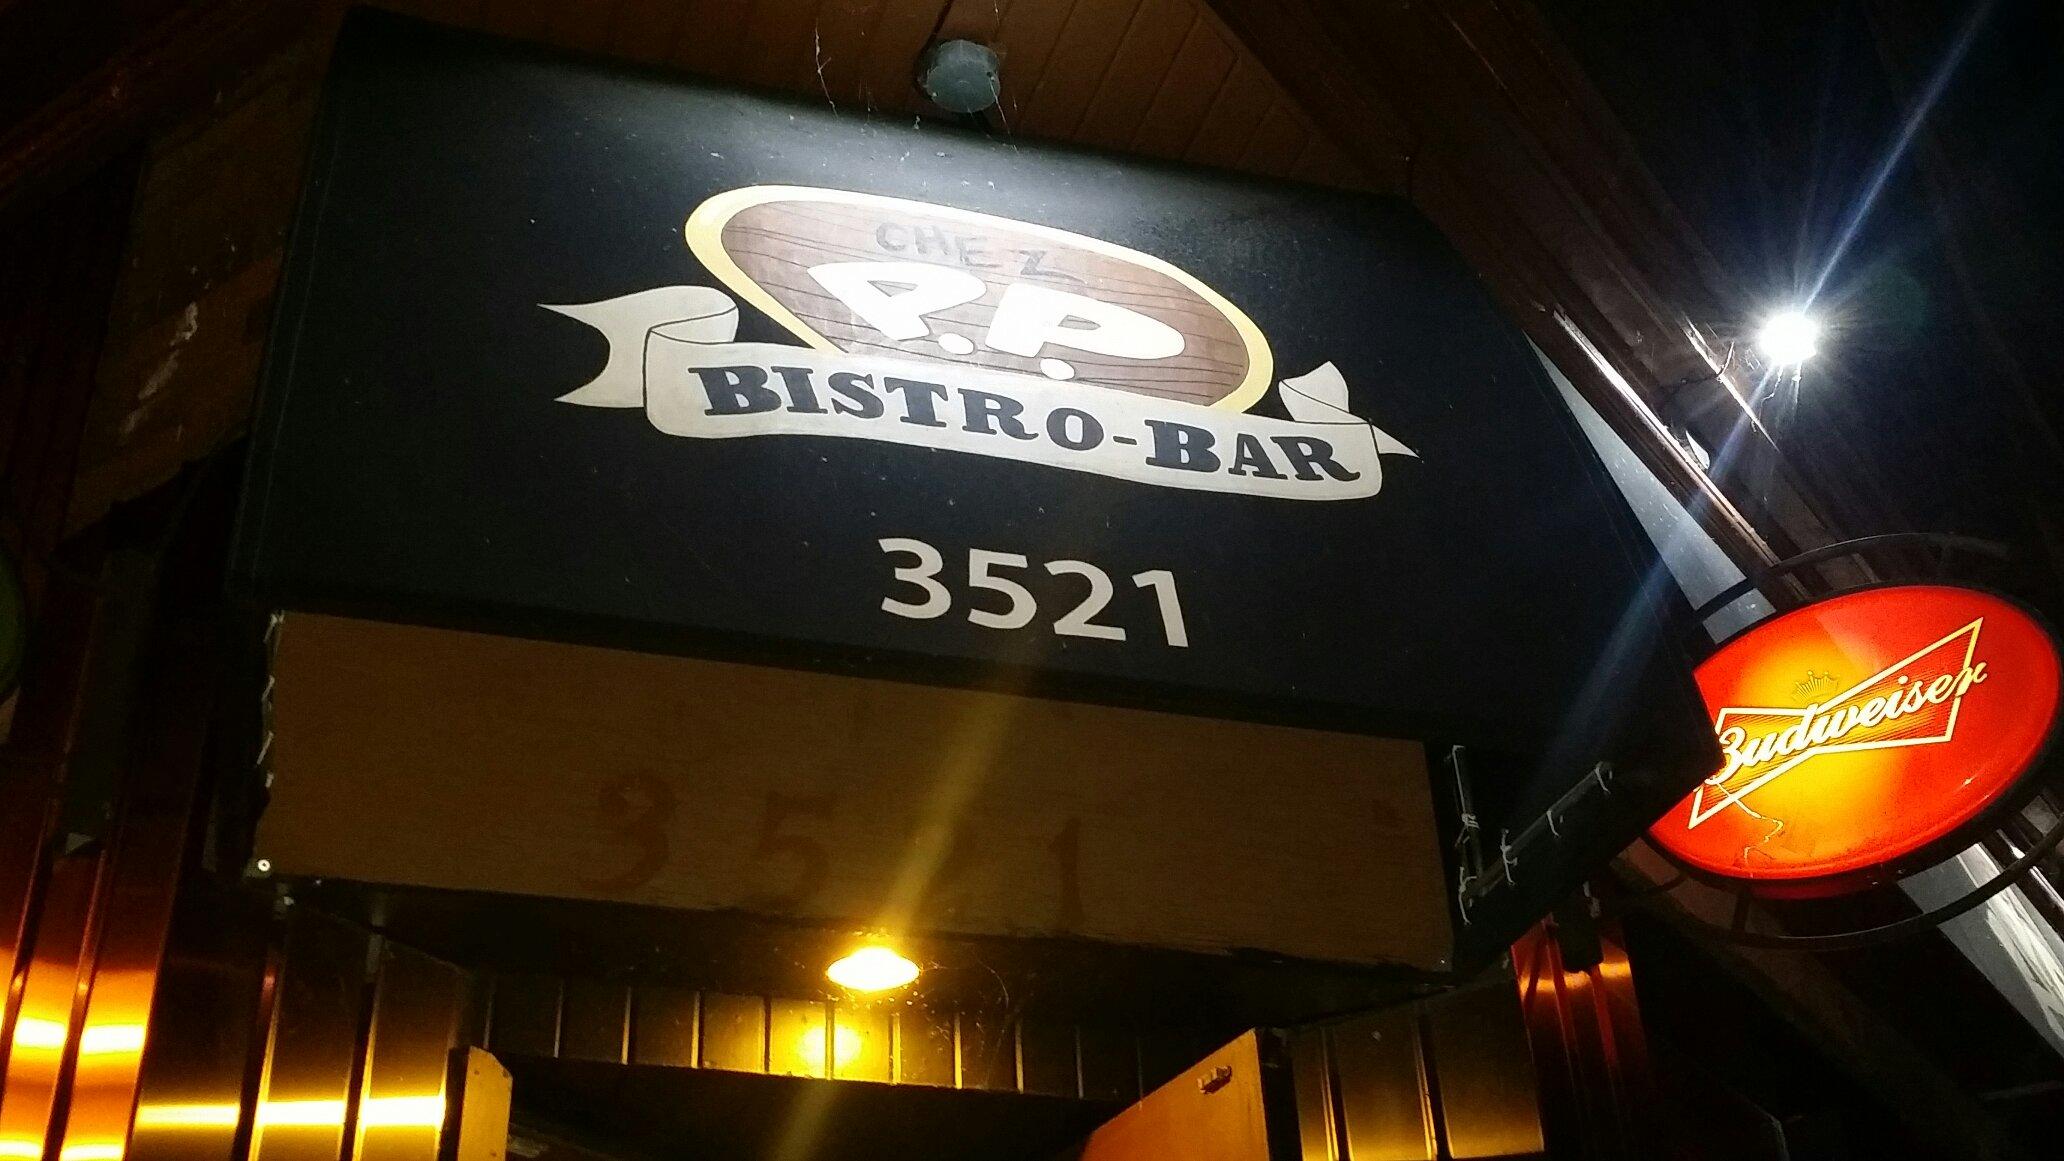 CHEZ
P.P.
BISTRO-BAR
3521
Budweiser
3521